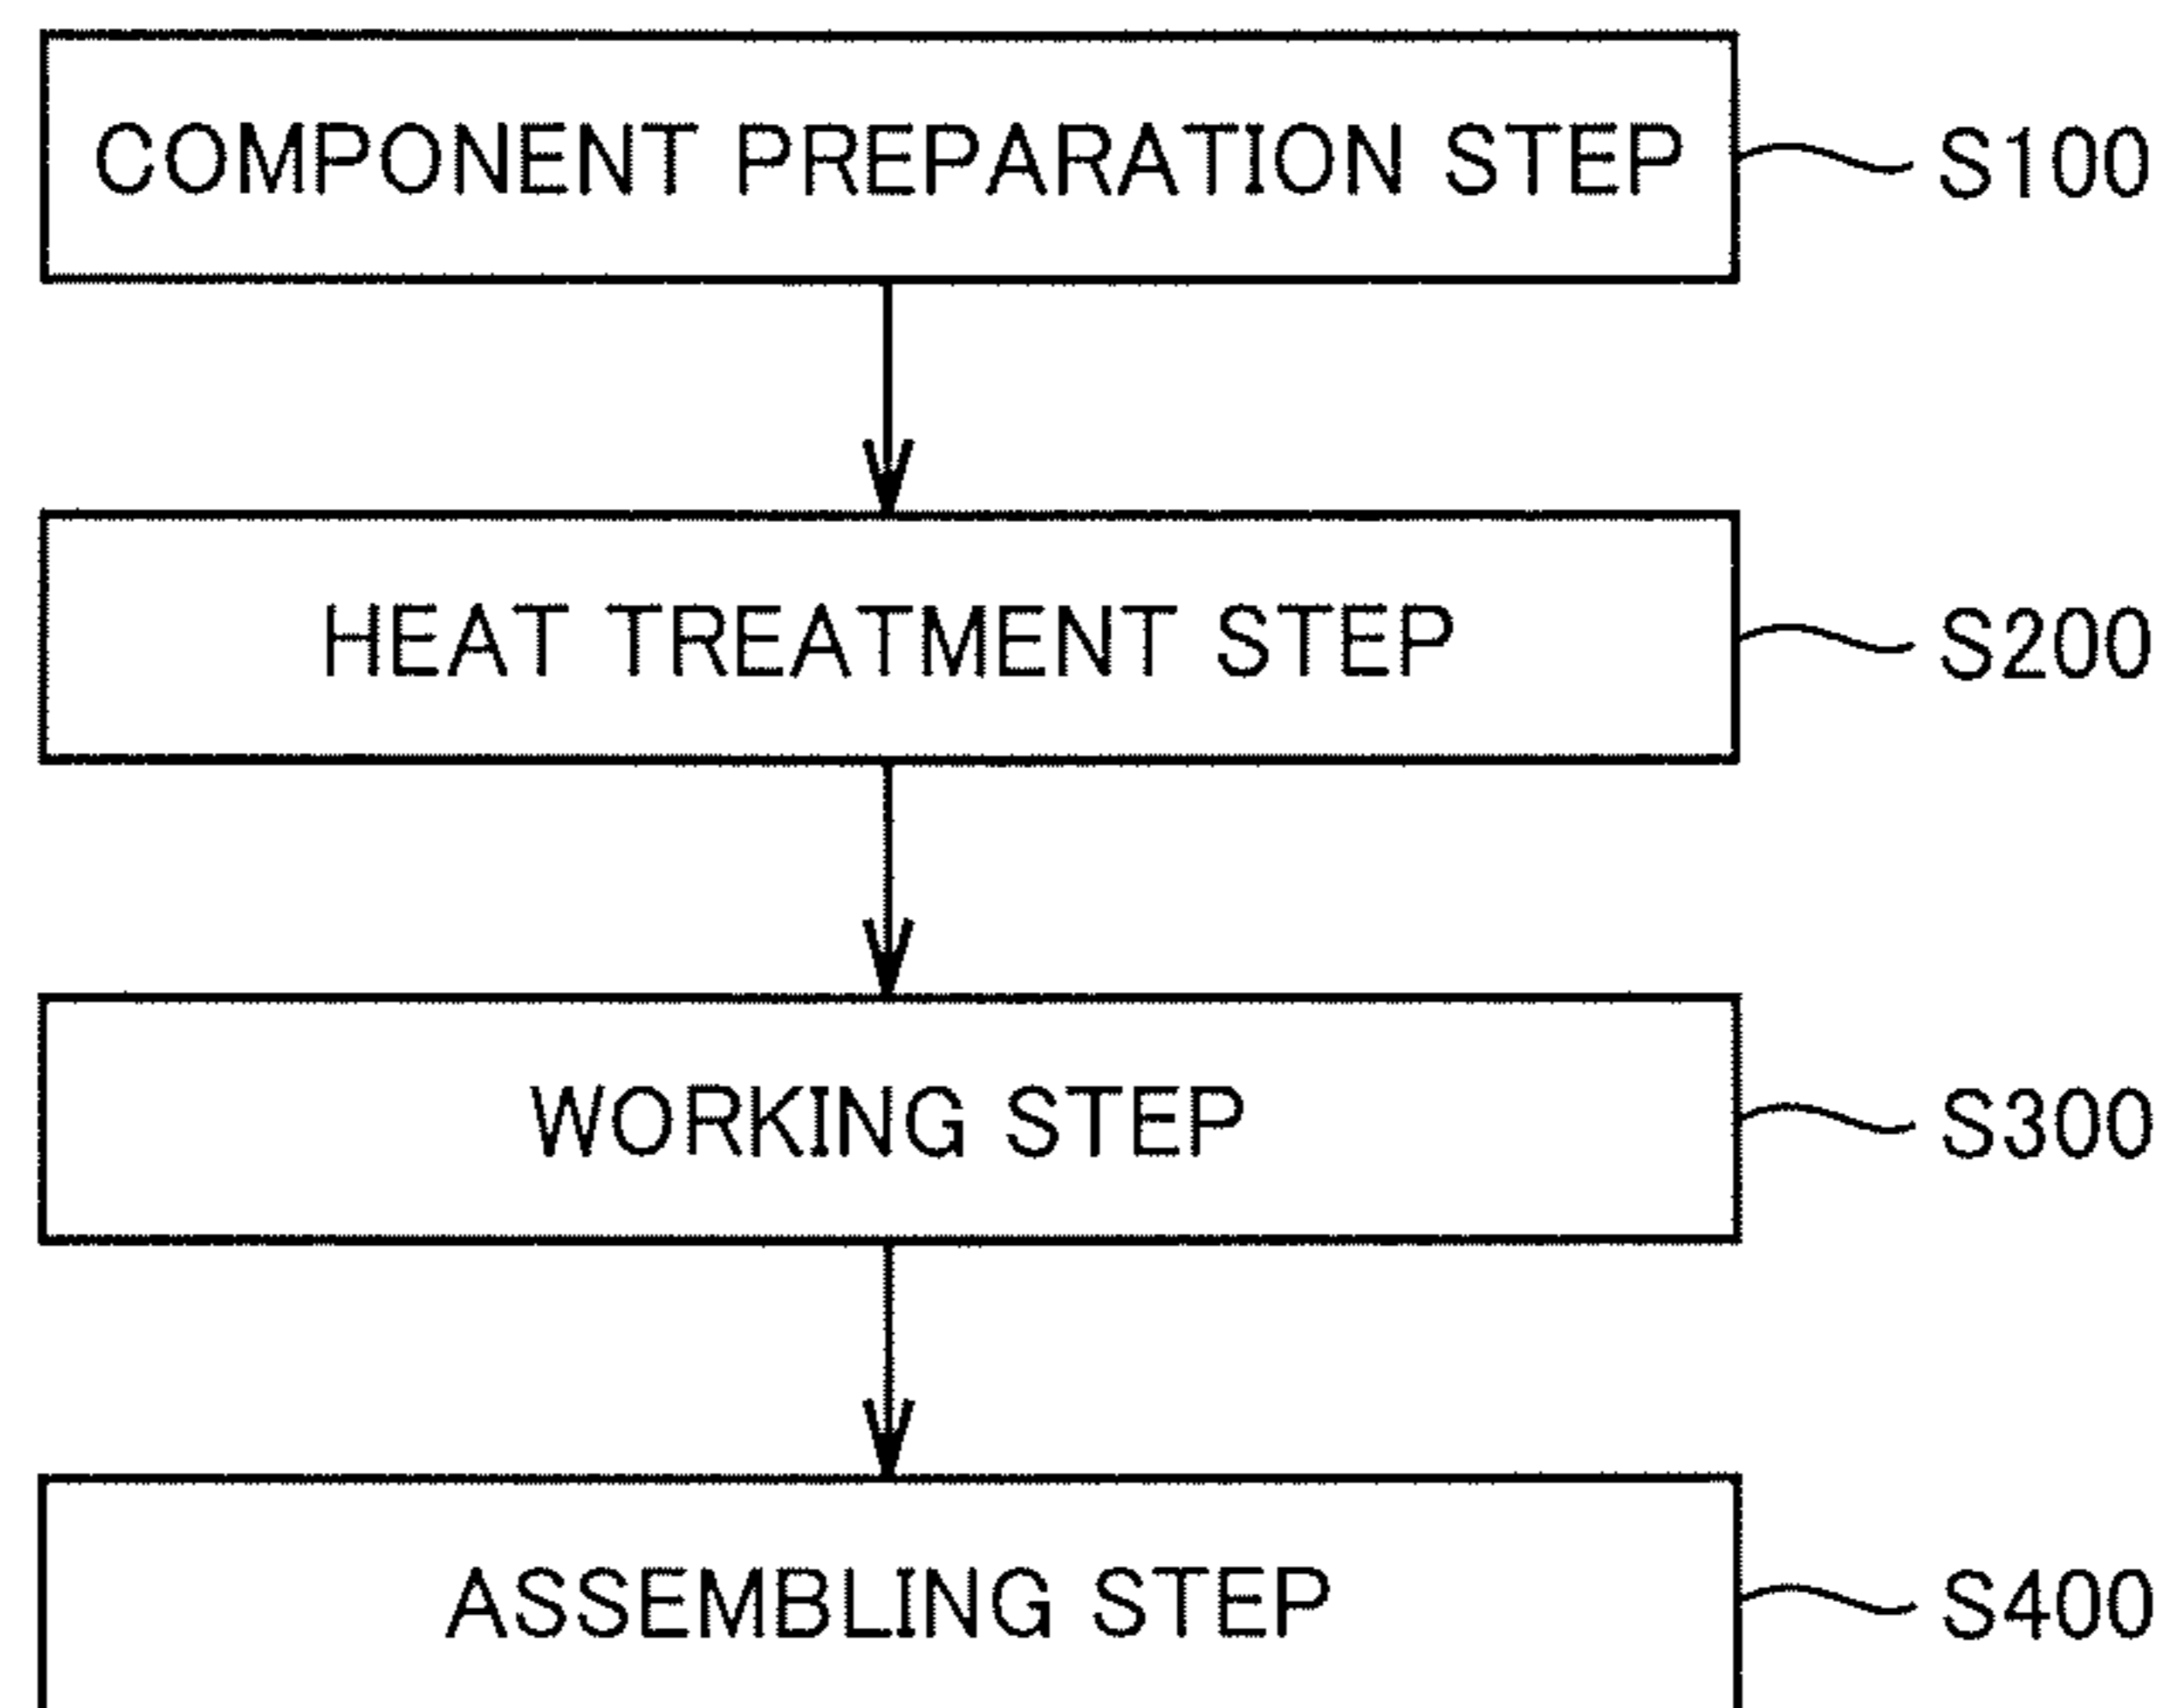 COMPONENT PREPARATION STEP S100
HEAT TREATMENT STEP S200
WORKING STEP S300
ASSEMBLING STEP S400